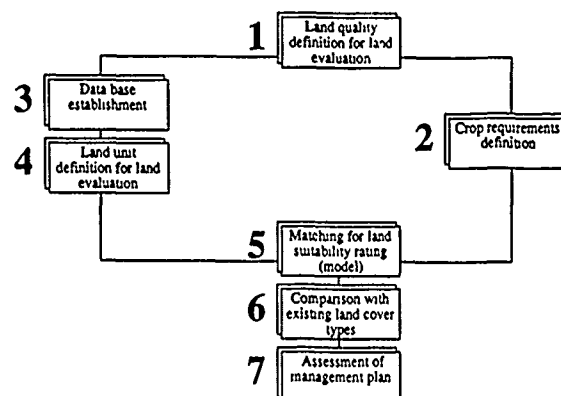 1
Land quality
definition for land
evaluation
3
Data base
establishment
2
Crop requirements
definition
4
Land unit
definition for land
evaluation
5
Matching for land
suitability rating
(model)
6
Comparison with
existing land cover
types
7
Assessment of
management plan